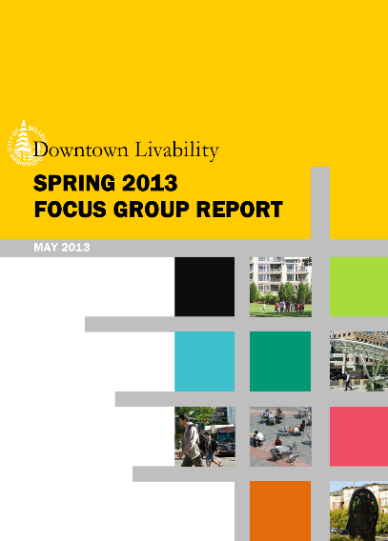 Downtown Livability
SPRING 2013
FOCUS GROUP REPORT
MAY 2013